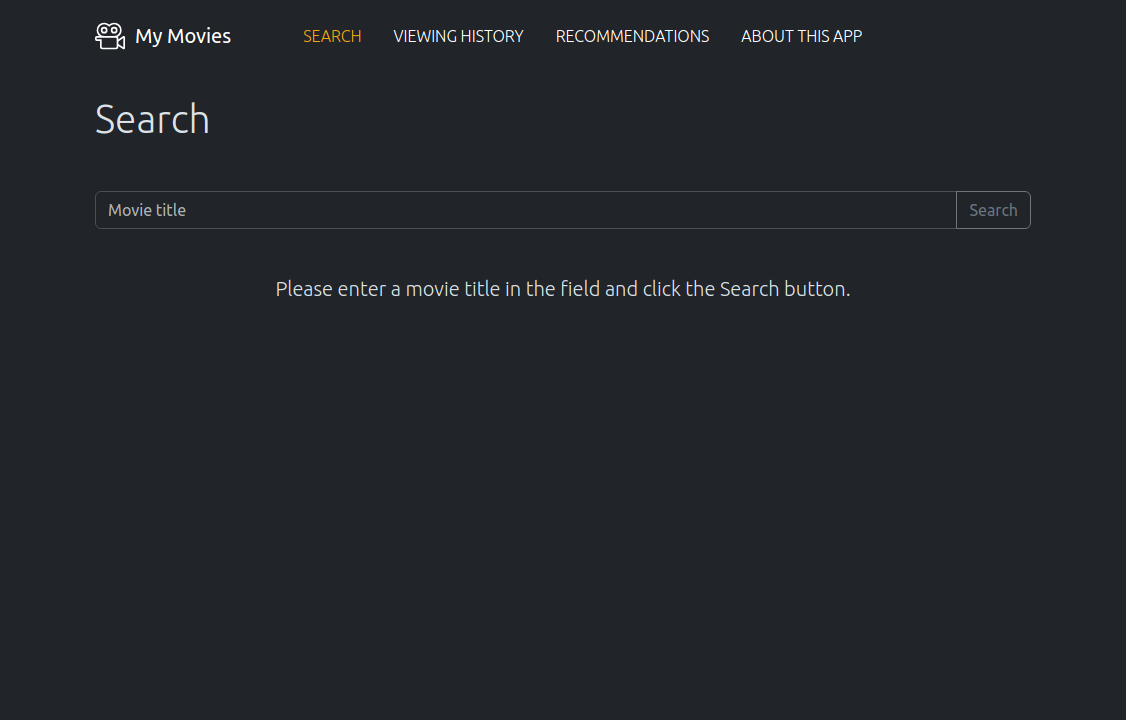 My Movies SEARCH VIEWING HISTORY RECOMMENDATIONS ABOUT THIS APP
Search
Movie title Search
Please enter a movie title in the field and click the Search button.